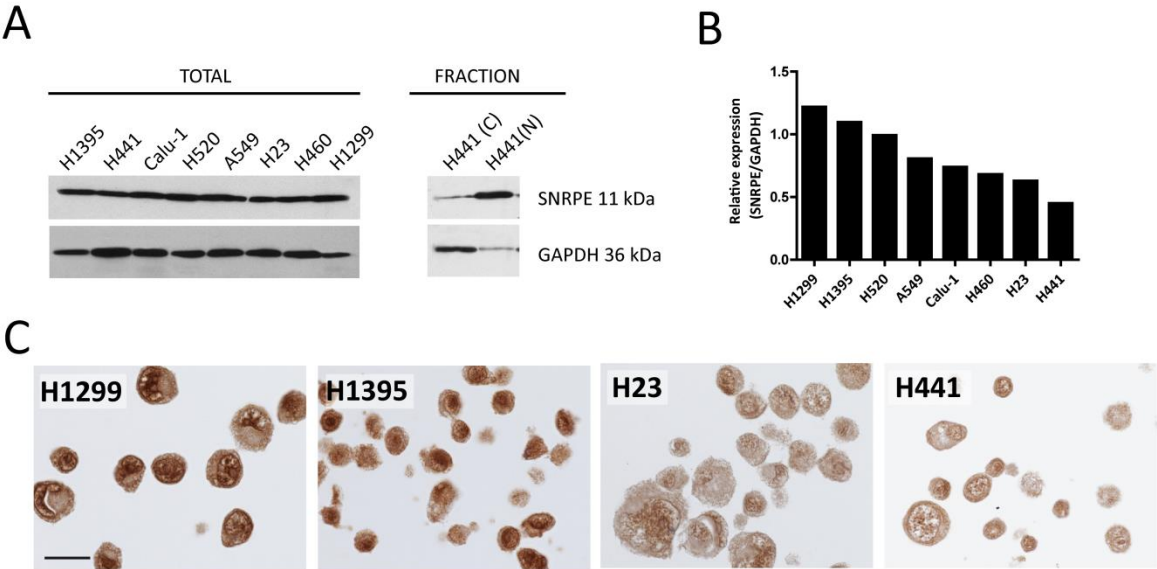 A
TOTAL
FRACTION
H1395
H441
Calu-1
H520
A549
H23
H460
H1299
H441 (C)
H441(N)
SNRPE 11 kDa
GAPDH 36 kDa
B
Relative expression
(SNRPE/GAPDH)
1.5
1.0
0.5
0.0
H1299
H1395
H520
A549
Calu-1
H460
H23
H441
C
H1299
H1395
H23
H441